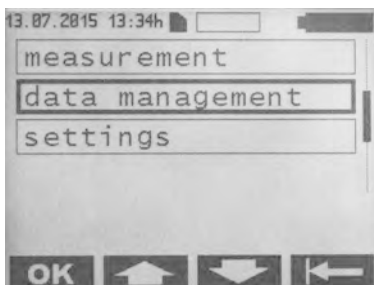 13.07.2015 13:34h
measurement
data management
settings
OK